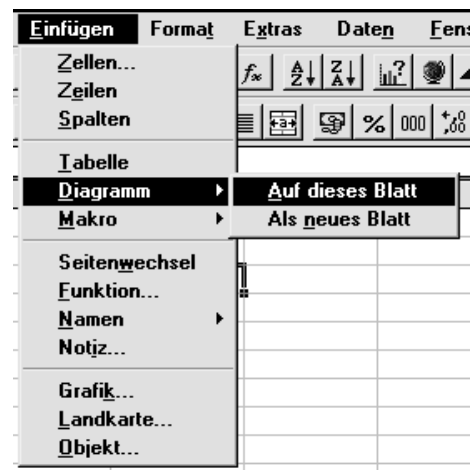 Einfügen Format Extras Daten
Zellen...
Zeilen
Spalten
Tabelle
Diagramm
Auf dieses Blatt
Makro
Als neues Blatt
Seitenwechsel
Funktion...
Namen
Notiz...
Grafik...
Landkarte...
Objekt...